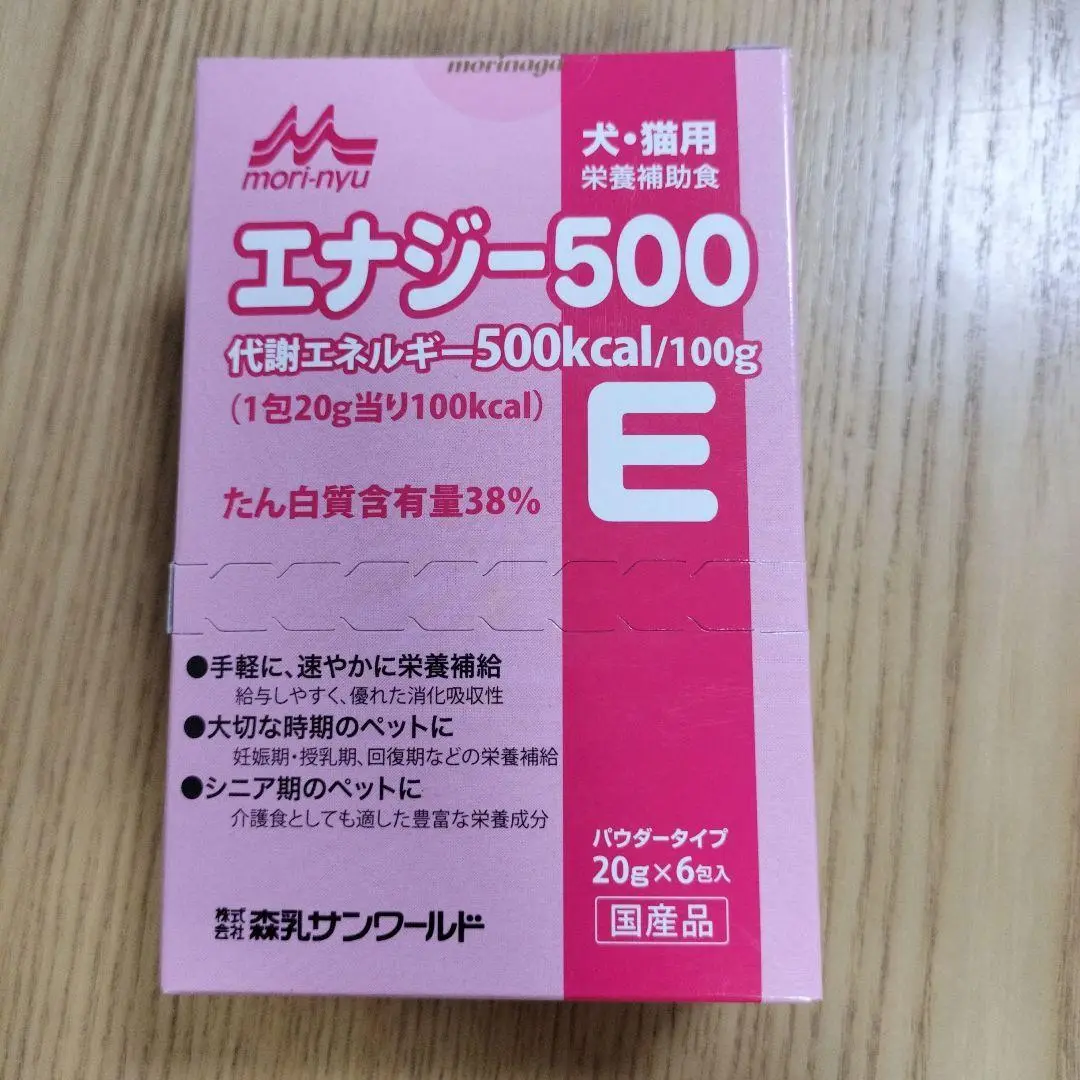 morinaga
mori-nyu
犬・猫用
栄養補助食
エナジー500
代謝エネルギー500kcal/100g
(1包20g当り100kcal)
E
たん白質含有量38%
●手軽に、速やかに栄養補給
給与しやすく、優れた消化吸収性
●大切な時期のペットに
妊娠期・授乳期、回復期などの栄養補給
●シニア期のペットに
介護食としても適した豊富な栄養成分
パウダータイプ
20g×6包入
国産品
株式会社 森乳サンワールド